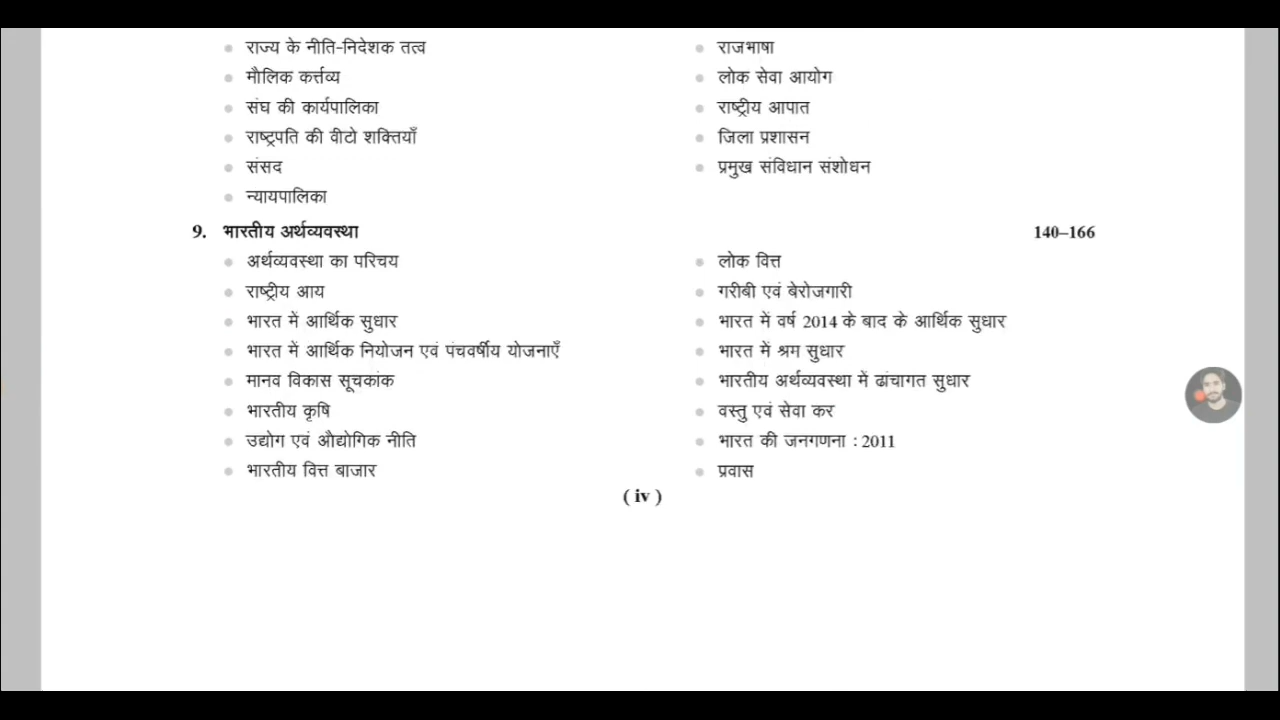 राज्य के नीति-निदेशक तत्व
मौलिक कर्त्तव्य
संघ की कार्यपालिका
राष्ट्रपति की वीटो शक्तियाँ
संसद
न्यायपालिका
राजभाषा
लोक सेवा आयोग
राष्ट्रीय आपात
जिला प्रशासन
प्रमुख संविधान संशोधन
9. भारतीय अर्थव्यवस्था 140–166
अर्थव्यवस्था का परिचय
राष्ट्रीय आय
भारत में आर्थिक सुधार
भारत में आर्थिक नियोजन एवं पंचवर्षीय योजनाएँ
मानव विकास सूचकांक
भारतीय कृषि
उद्योग एवं औद्योगिक नीति
भारतीय वित्त बाजार
लोक वित्त
गरीबी एवं बेरोजगारी
भारत में वर्ष 2014 के बाद के आर्थिक सुधार
भारत में श्रम सुधार
भारतीय अर्थव्यवस्था में ढांचागत सुधार
वस्तु एवं सेवा कर
भारत की जनगणना : 2011
प्रवास
( iv )